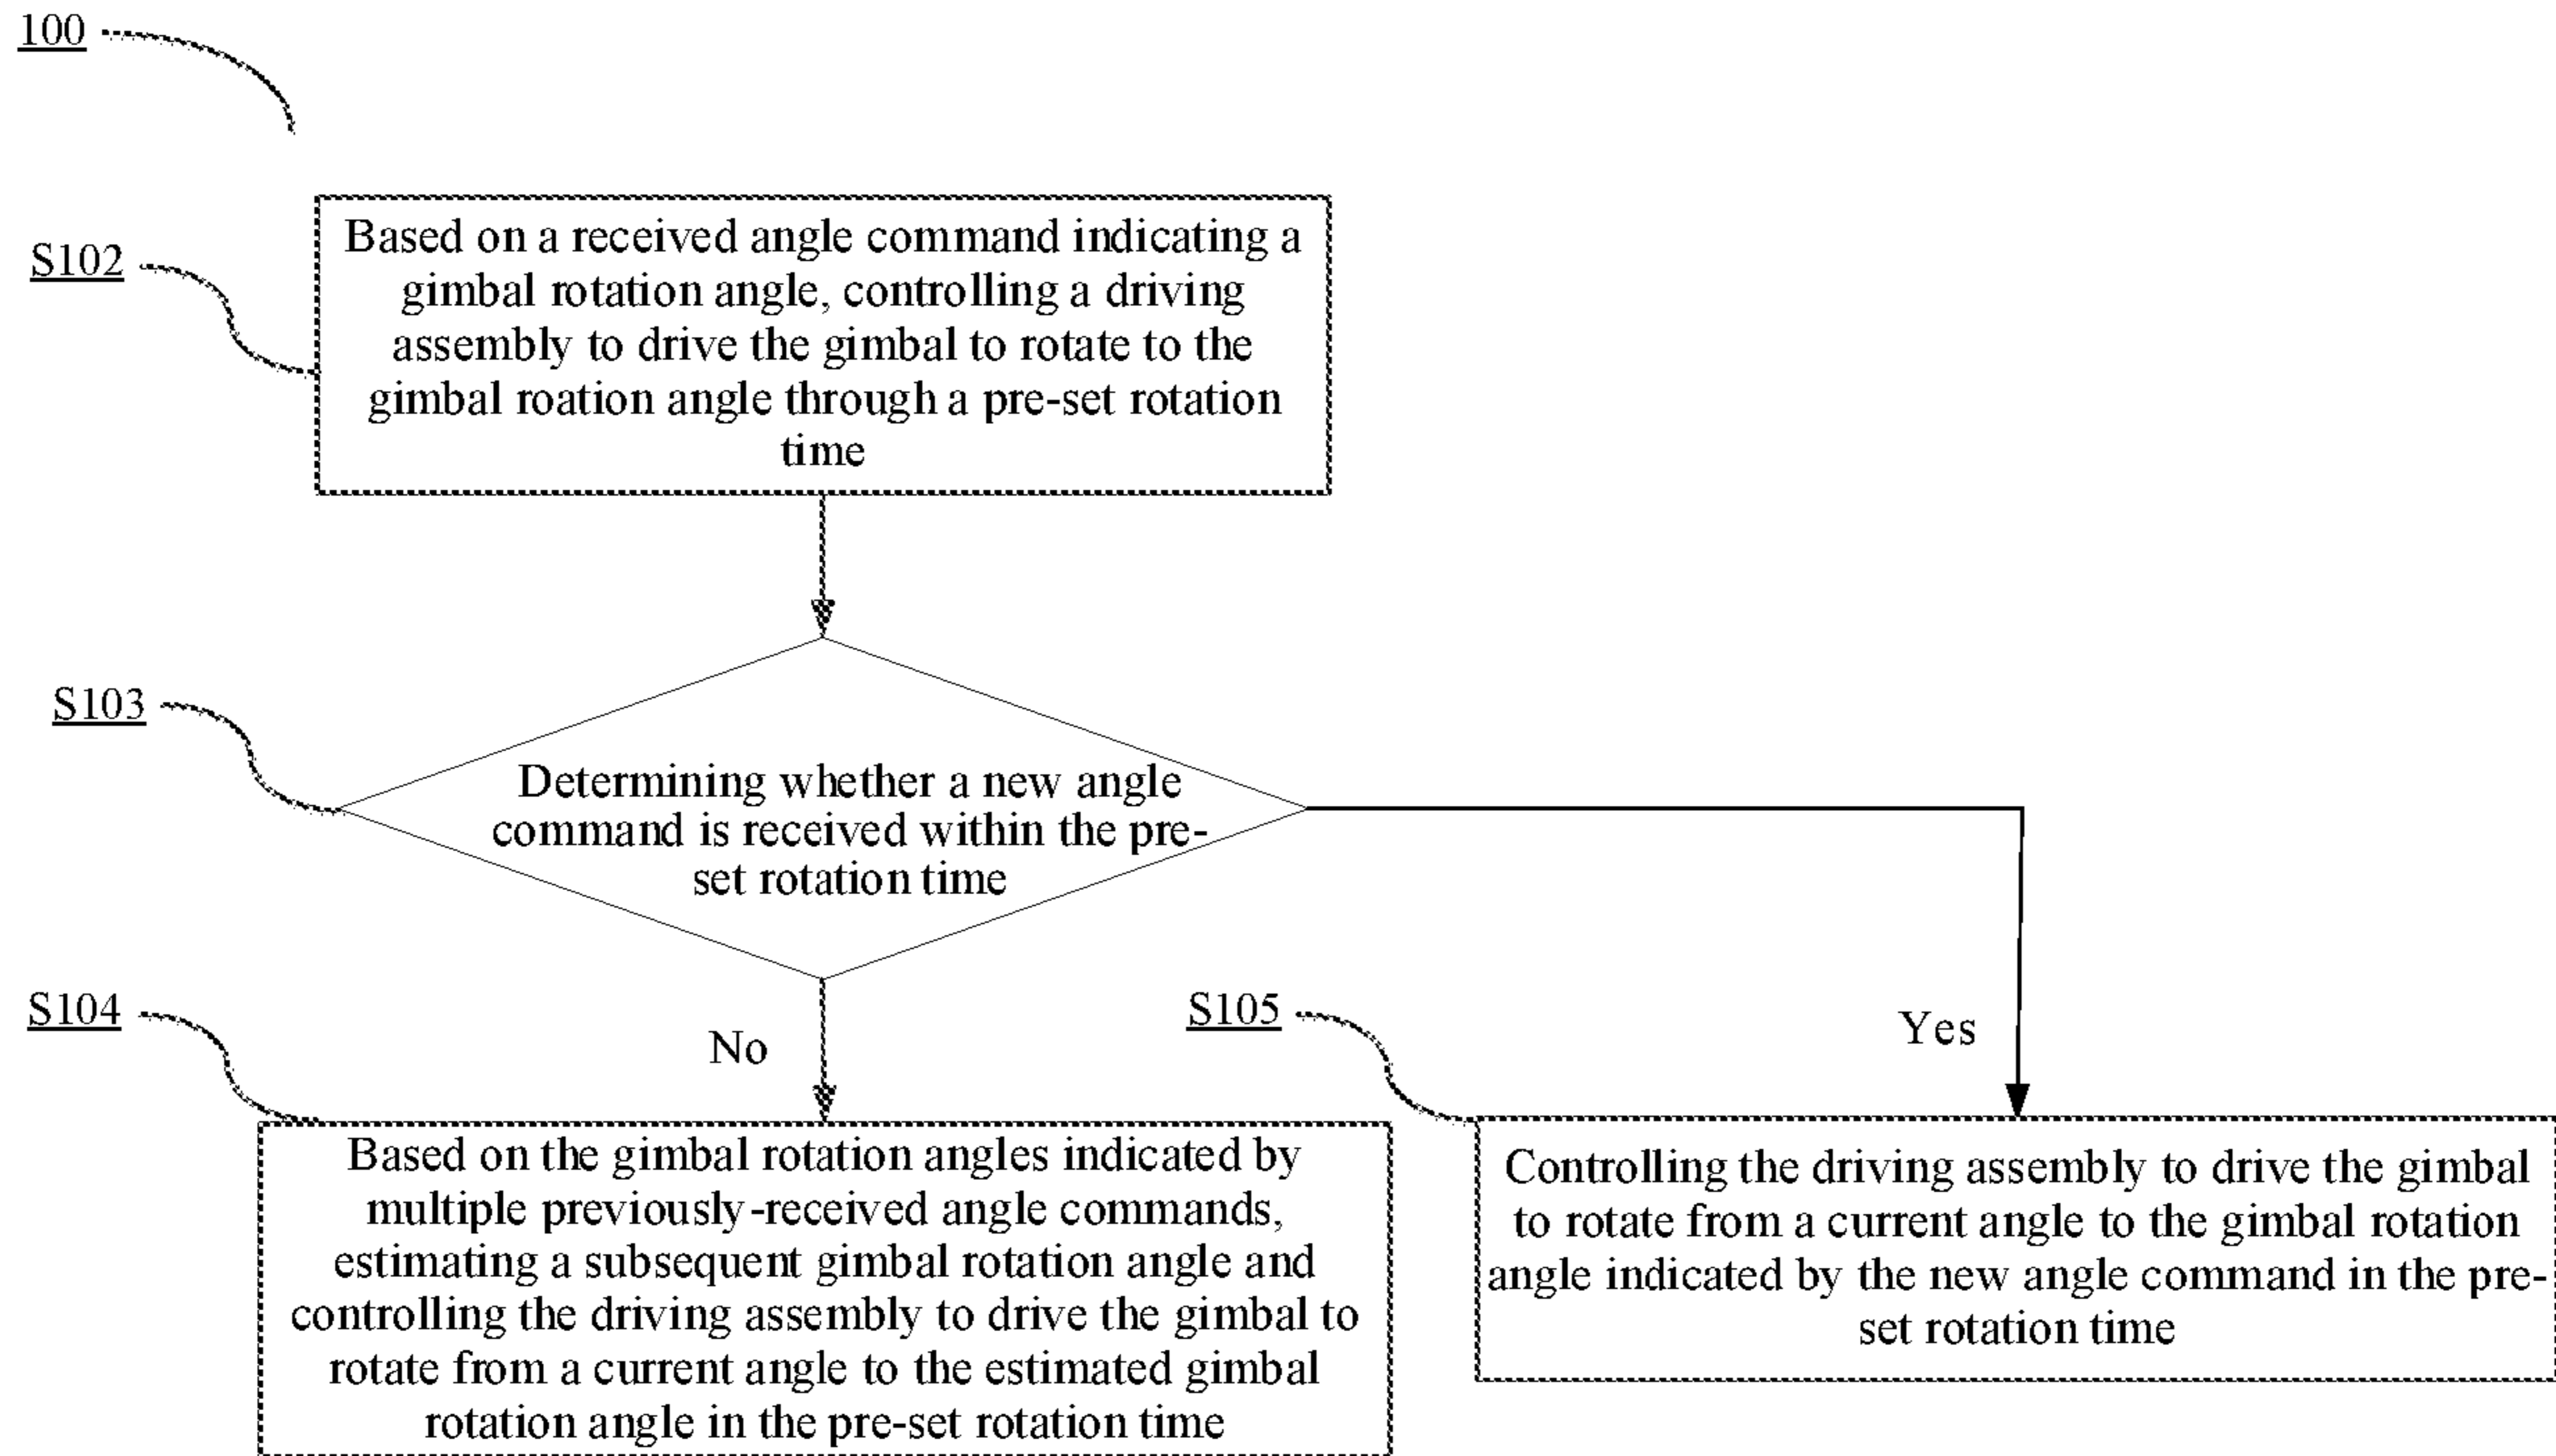 100
S102
Based on a received angle command indicating a
gimbal rotation angle, controlling a driving
assembly to drive the gimbal to rotate to the
gimbal roation angle through a pre-set rotation
time
S103
Determining whether a new angle
command is received within the pre-
set rotation time
S104
No
S105
Yes
Based on the gimbal rotation angles indicated by
multiple previously-received angle commands,
estimating a subsequent gimbal rotation angle and
controlling the driving assembly to drive the gimbal to
rotate from a current angle to the estimated gimbal
rotation angle in the pre-set rotation time
Controlling the driving assembly to drive the gimbal
to rotate from a current angle to the gimbal rotation
angle indicated by the new angle command in the pre-
set rotation time